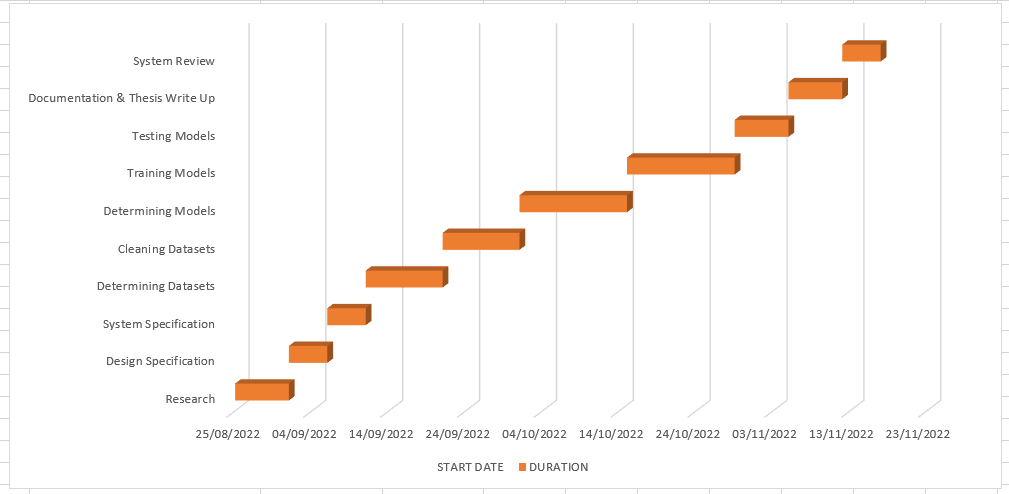 System Review
Documentation & Thesis Write Up
Testing Models
Training Models
Determining Models
Cleaning Datasets
Determining Datasets
System Specification
Design Specification
Research
25/08/2022 04/09/2022 14/09/2022 24/09/2022 04/10/2022 14/10/2022 24/10/2022 03/11/2022 13/11/2022 23/11/2022
START DATE DURATION